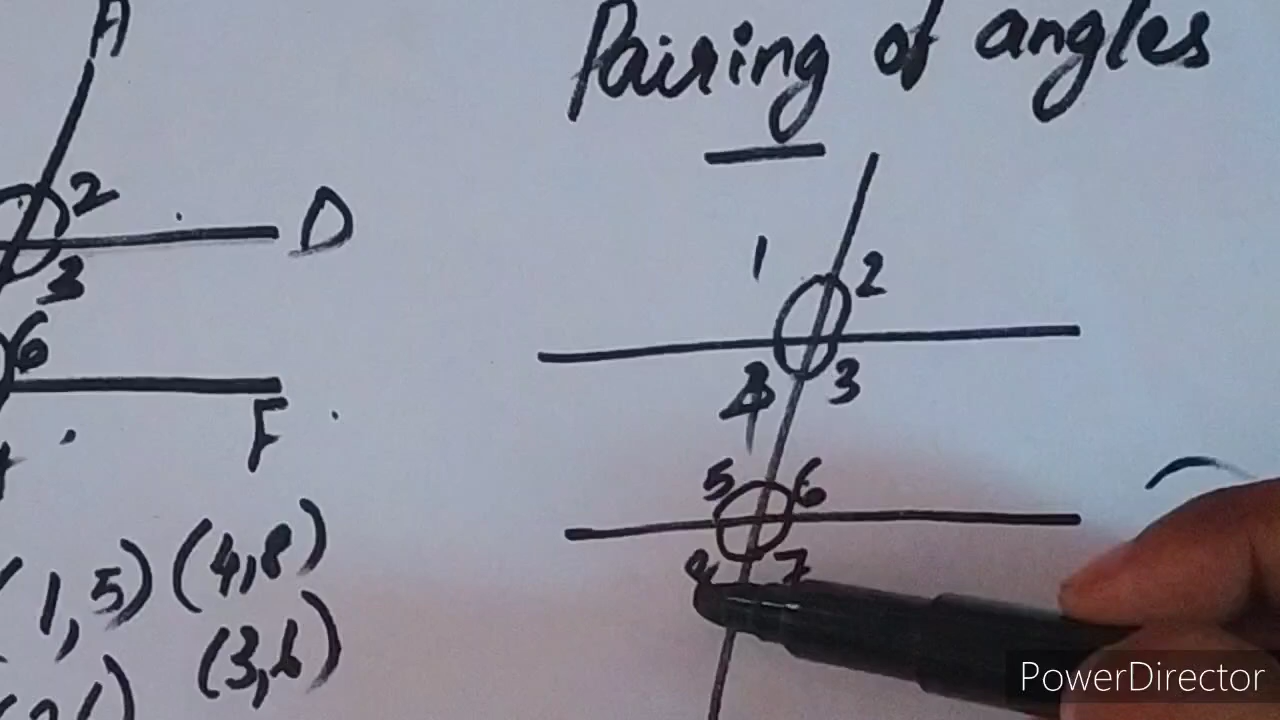 Pairing of angles
A
2
D
3
6
F
1 2
4 3
5 6
8 7
(1,5) (4,8)
(3,6)
PowerDirector